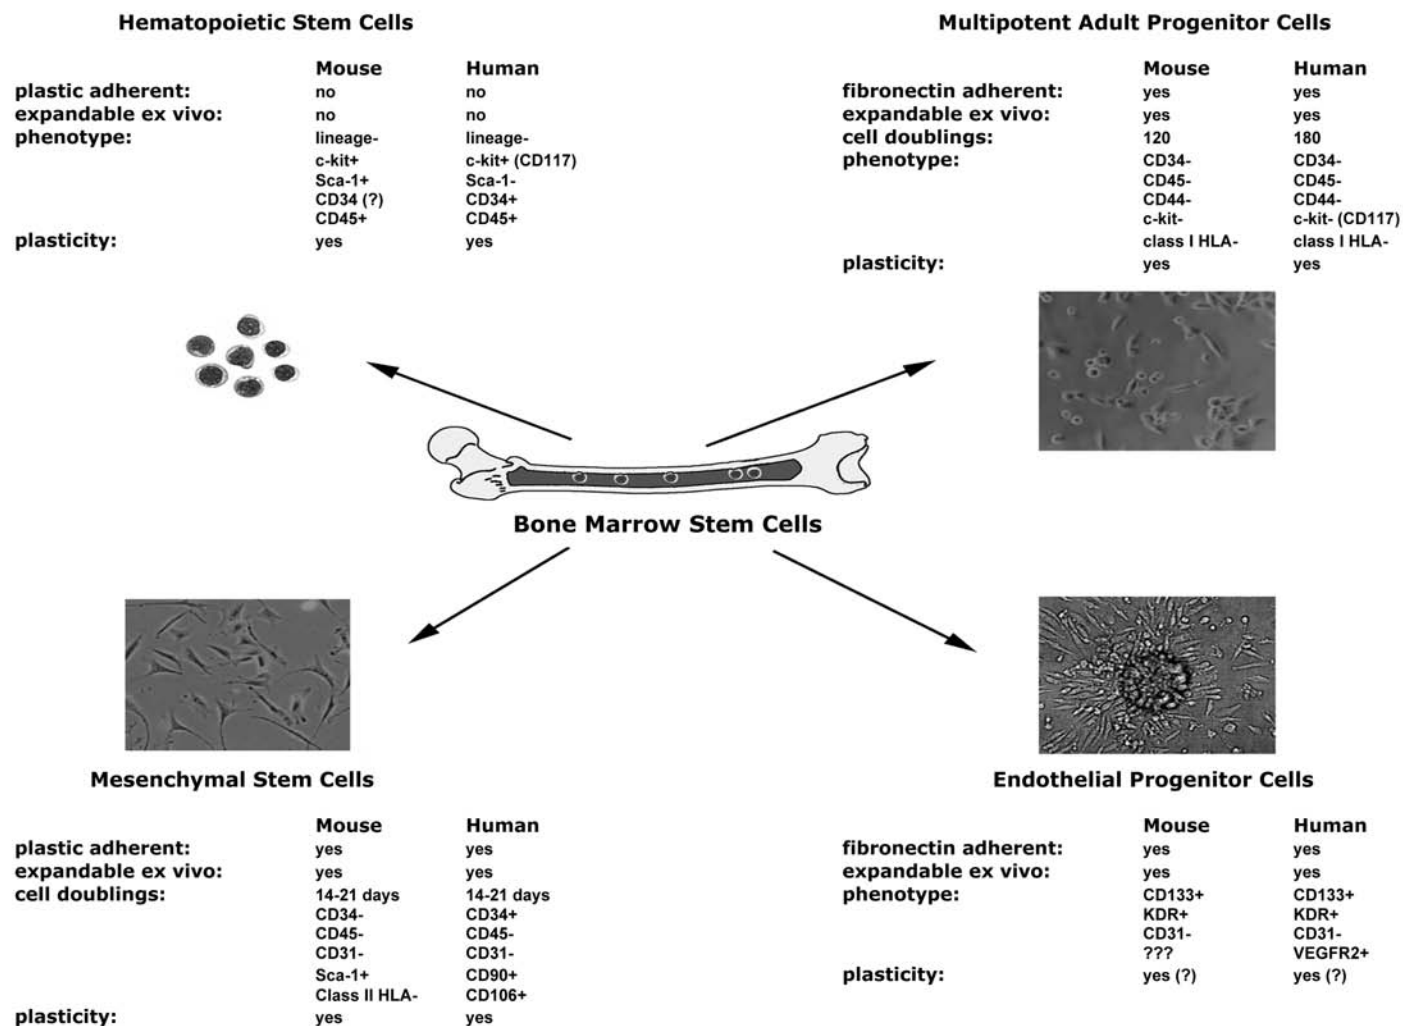 Hematopoietic Stem Cells
Mouse Human
plastic adherent: no no
expandable ex vivo: no no
phenotype: lineage- lineage-
c-kit+ c-kit+ (CD117)
Sca-1+ Sca-1-
CD34 (?) CD34+
CD45+ CD45+
plasticity: yes yes
Multipotent Adult Progenitor Cells
Mouse Human
fibronectin adherent: yes yes
expandable ex vivo: yes yes
cell doublings: 120 180
phenotype: CD34- CD34-
CD45- CD45-
CD44- CD44-
c-kit- c-kit- (CD117)
class I HLA- class I HLA-
plasticity: yes yes
Bone Marrow Stem Cells
Mesenchymal Stem Cells
Mouse Human
plastic adherent: yes yes
expandable ex vivo: yes yes
cell doublings: 14-21 days 14-21 days
CD34- CD34+
CD45- CD45-
CD31- CD31-
Sca-1+ CD90+
Class II HLA- CD106+
plasticity: yes yes
Endothelial Progenitor Cells
Mouse Human
fibronectin adherent: yes yes
expandable ex vivo: yes yes
phenotype: CD133+ CD133+
KDR+ KDR+
CD31- CD31-
??? VEGFR2+
plasticity: yes (?) yes (?)